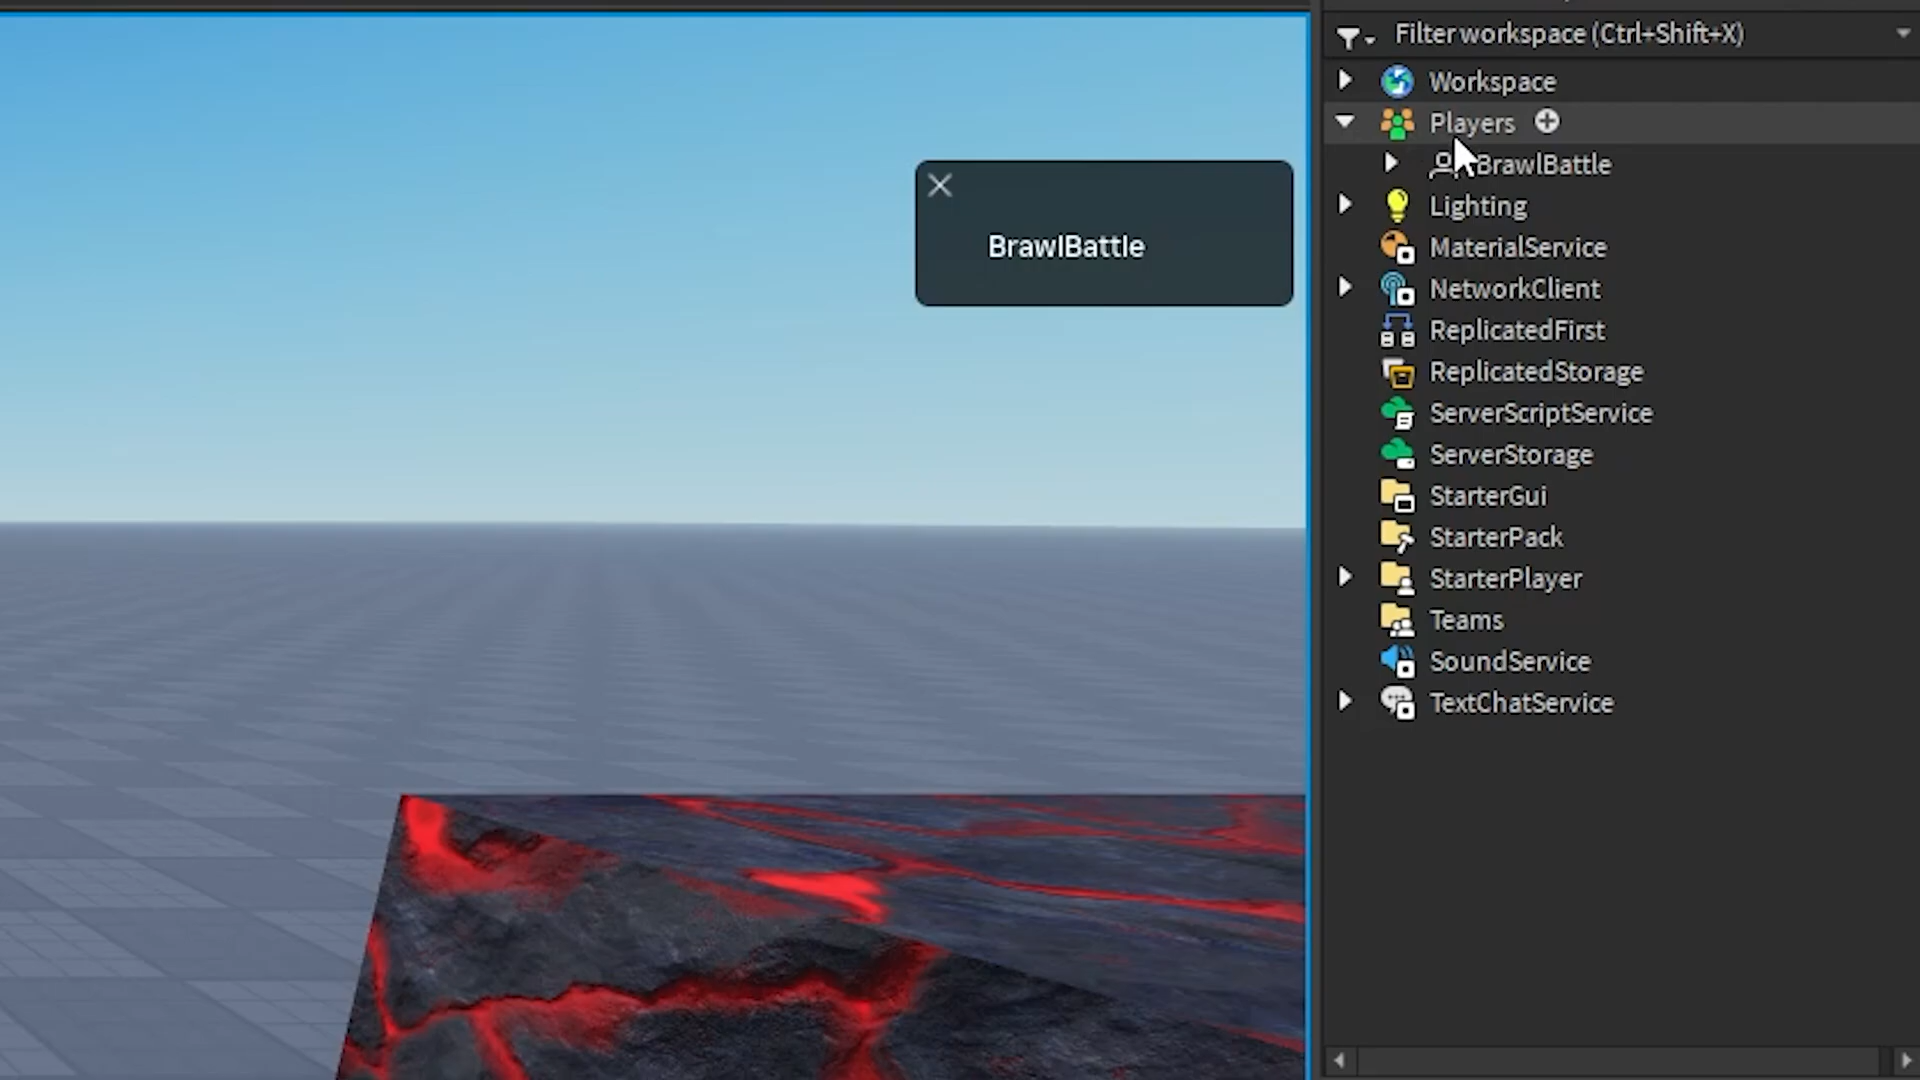 Filter workspace (Ctrl+Shift+X)
Workspace
Players
BrawlBattle
Lighting
MaterialService
NetworkClient
ReplicatedFirst
ReplicatedStorage
ServerScriptService
ServerStorage
StarterGui
StarterPack
StarterPlayer
Teams
SoundService
TextChatService
BrawlBattle